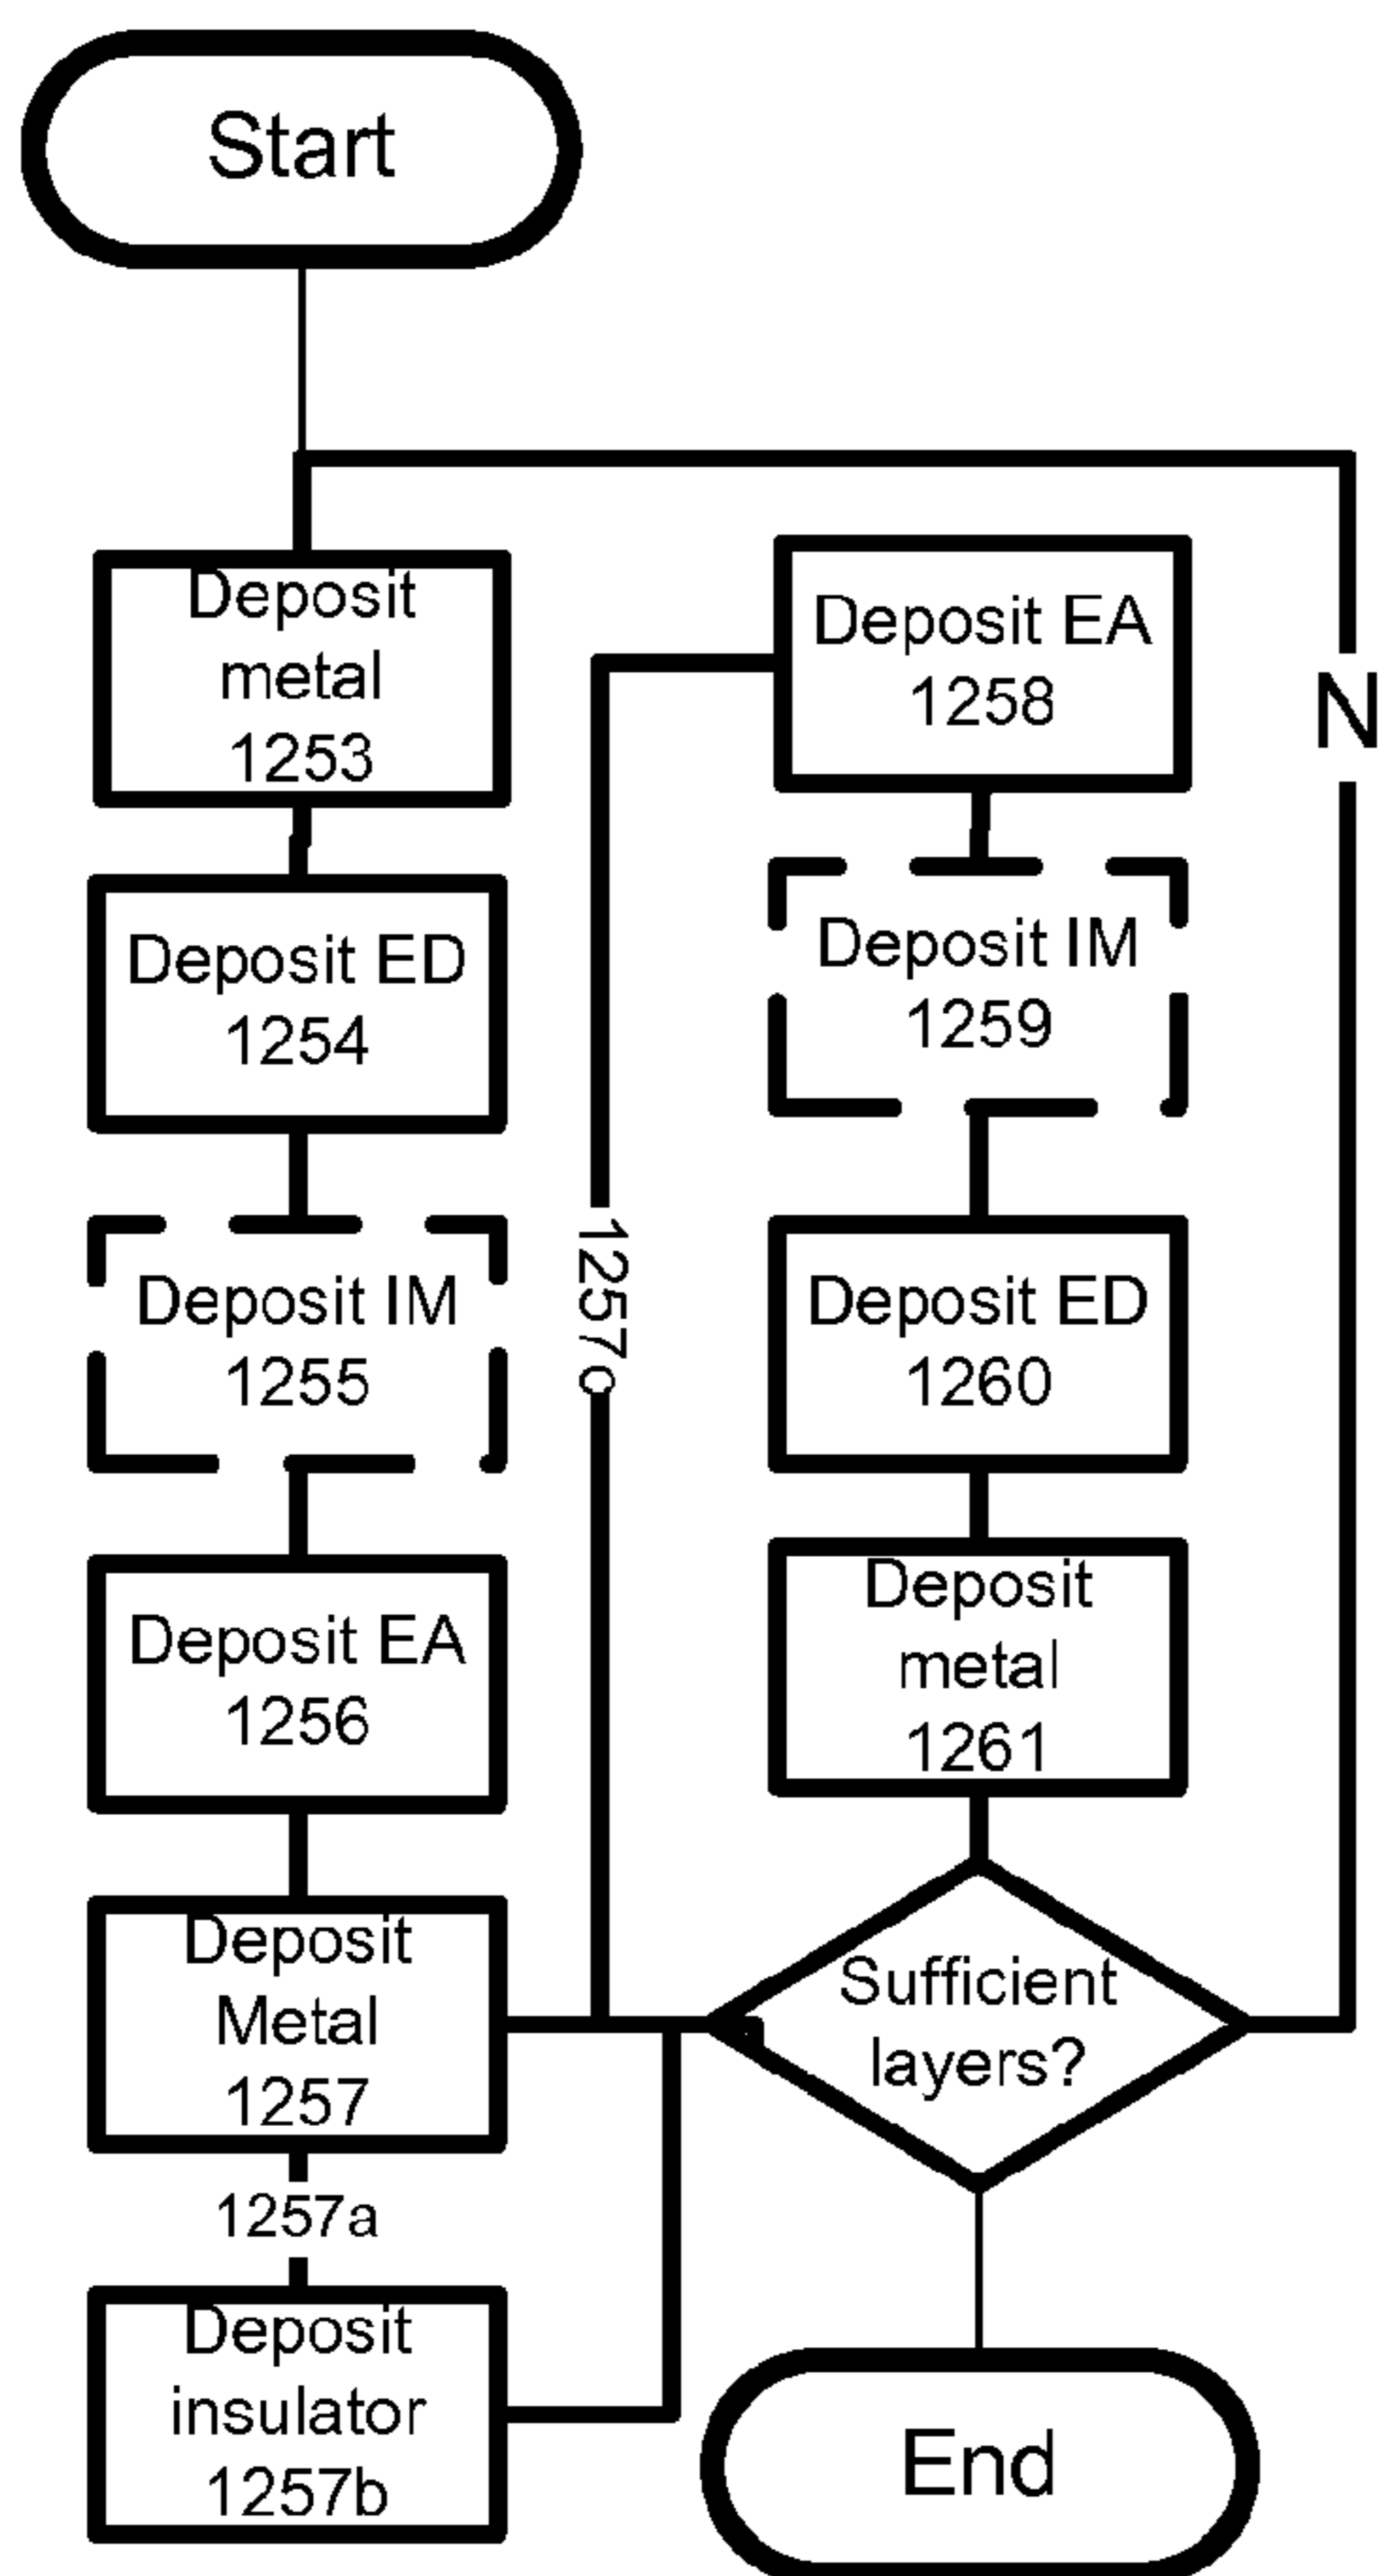 Start
Deposit
metal
1253
Deposit ED
1254
Deposit IM
1255
Deposit EA
1256
Deposit
Metal
1257
1257a
Deposit
insulator
1257b
1257c
Deposit EA
1258
Deposit IM
1259
Deposit ED
1260
Deposit
metal
1261
Sufficient
layers?
N
End